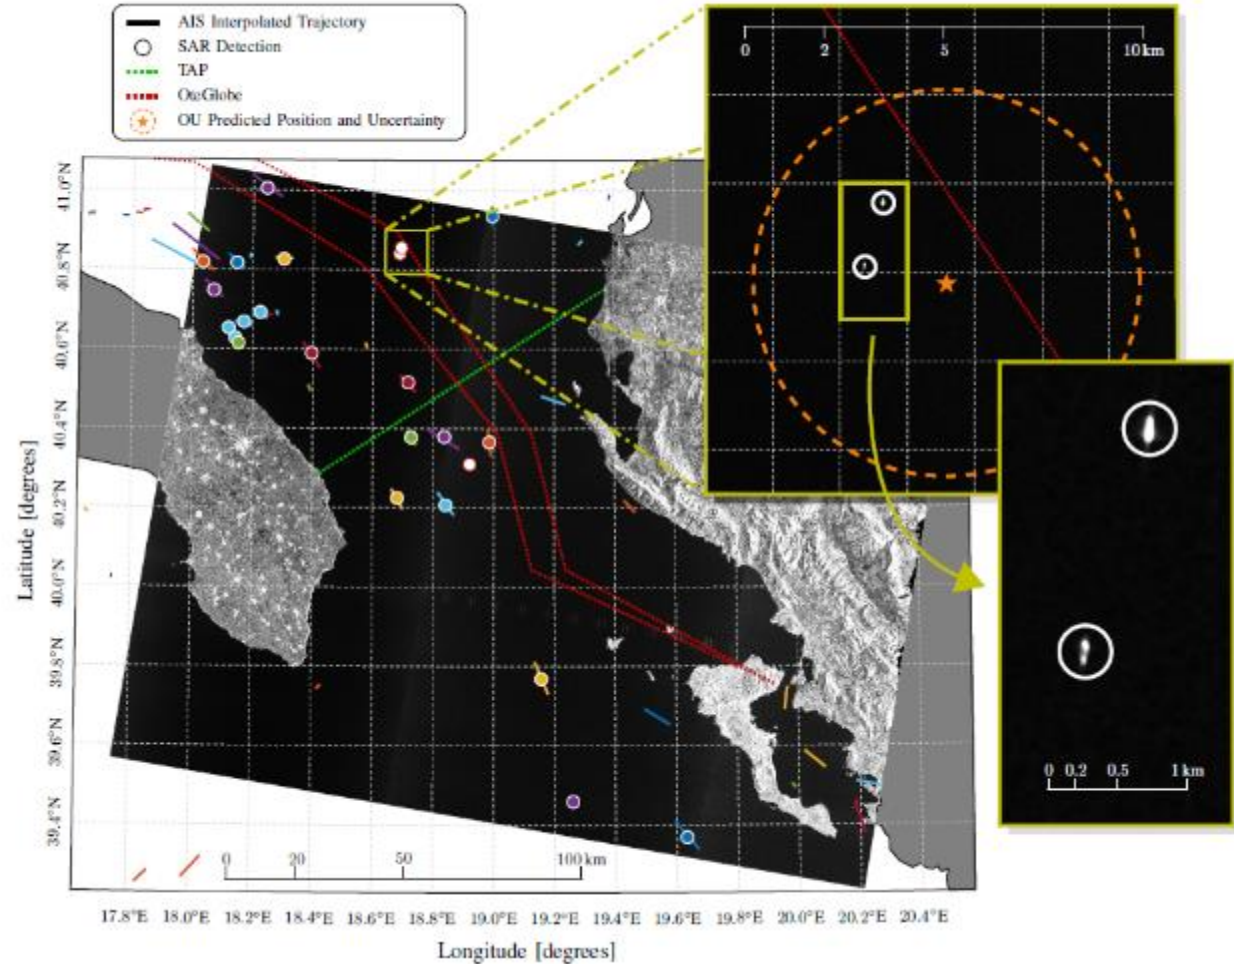 AIS Interpolated Trajectory
SAR Detection
TAP
OteGlobe
OU Predicted Position and Uncertainty
0 2 5 10 km
41.0°N
40.8°N
40.6°N
40.4°N
40.2°N
40.0°N
39.8°N
39.6°N
39.4°N
Latitude [degrees]
0 0.2 0.5 1 km
0 20 50 100 km
17.8°E 18.0°E 18.2°E 18.4°E 18.6°E 18.8°E 19.0°E 19.2°E 19.4°E 19.6°E 19.8°E 20.0°E 20.2°E 20.4°E
Longitude [degrees]